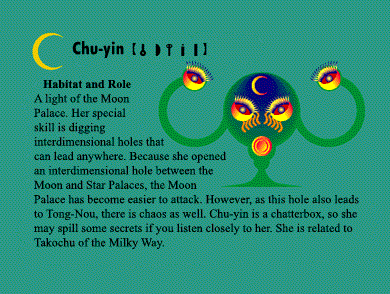 Chu-yin
Habitat and Role
A light of the Moon
Palace. Her special
skill is digging
interdimensional holes that
can lead anywhere. Because she opened
an interdimensional hole between the
Moon and Star Palaces, the Moon
Palace has become easier to attack. However, as this hole also leads
to Tong-Nou, there is chaos as well. Chu-yin is a chatterbox, so she
may spill some secrets if you listen closely to her. She is related to
Takochu of the Milky Way.